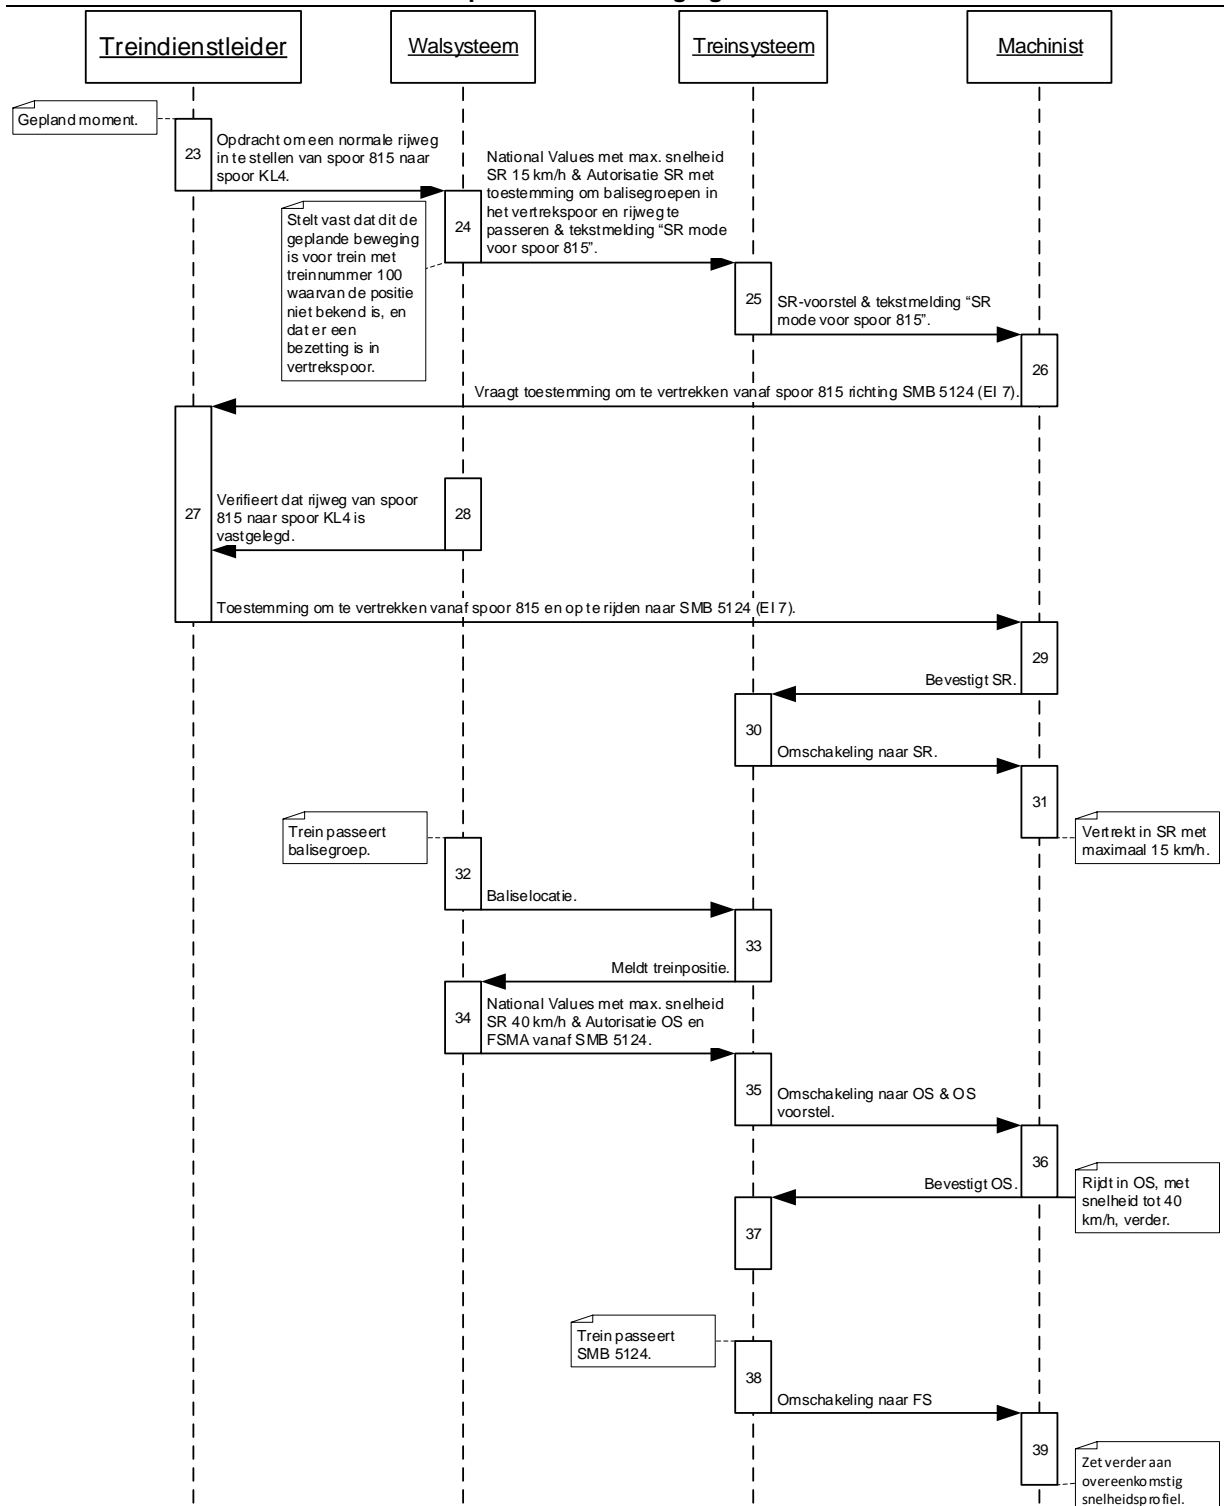 Treindienstleider
Walsysteem
Treinsysteem
Machinist
Gepland moment.
23
Opdracht om een normale rijweg
in te stellen van spoor 815 naar
spoor KL4.
Stelt vast dat dit de
geplande beweging
is voor trein met
treinnummer 100
waarvan de positie
niet bekend is, en
dat er een
bezetting is in
vertrekspoor.
24
National Values met max. snelheid
SR 15 km/h & Autorisatie SR met
toestemming om balisegroepen in
het vertrekspoor en rijweg te
passeren & tekstmelding “SR mode
voor spoor 815”.
25
SR-voorstel & tekstmelding “SR
mode voor spoor 815”.
26
Vraagt toestemming om te vertrekken vanaf spoor 815 richting SMB 5124 (EI 7).
27
Verifieert dat rijweg van spoor
815 naar spoor KL4 is
vastgelegd.
28
Toestemming om te vertrekken vanaf spoor 815 en op te rijden naar SMB 5124 (EI 7).
29
Bevestigt SR.
30
Omschakeling naar SR.
31
Vertrekt in SR met
maximaal 15 km/h.
Trein passeert
balisegroep.
32
Baliselocatie.
33
Meldt treinpositie.
34
National Values met max. snelheid
SR 40 km/h & Autorisatie OS en
FSMA vanaf SMB 5124.
35
Omschakeling naar OS & OS
voorstel.
36
Bevestigt OS.
Rijdt in OS, met
snelheid tot 40
km/h, verder.
37
Trein passeert
SMB 5124.
38
Omschakeling naar FS
39
Zet verder aan
overeenkomstig
snelheidsprofiel.